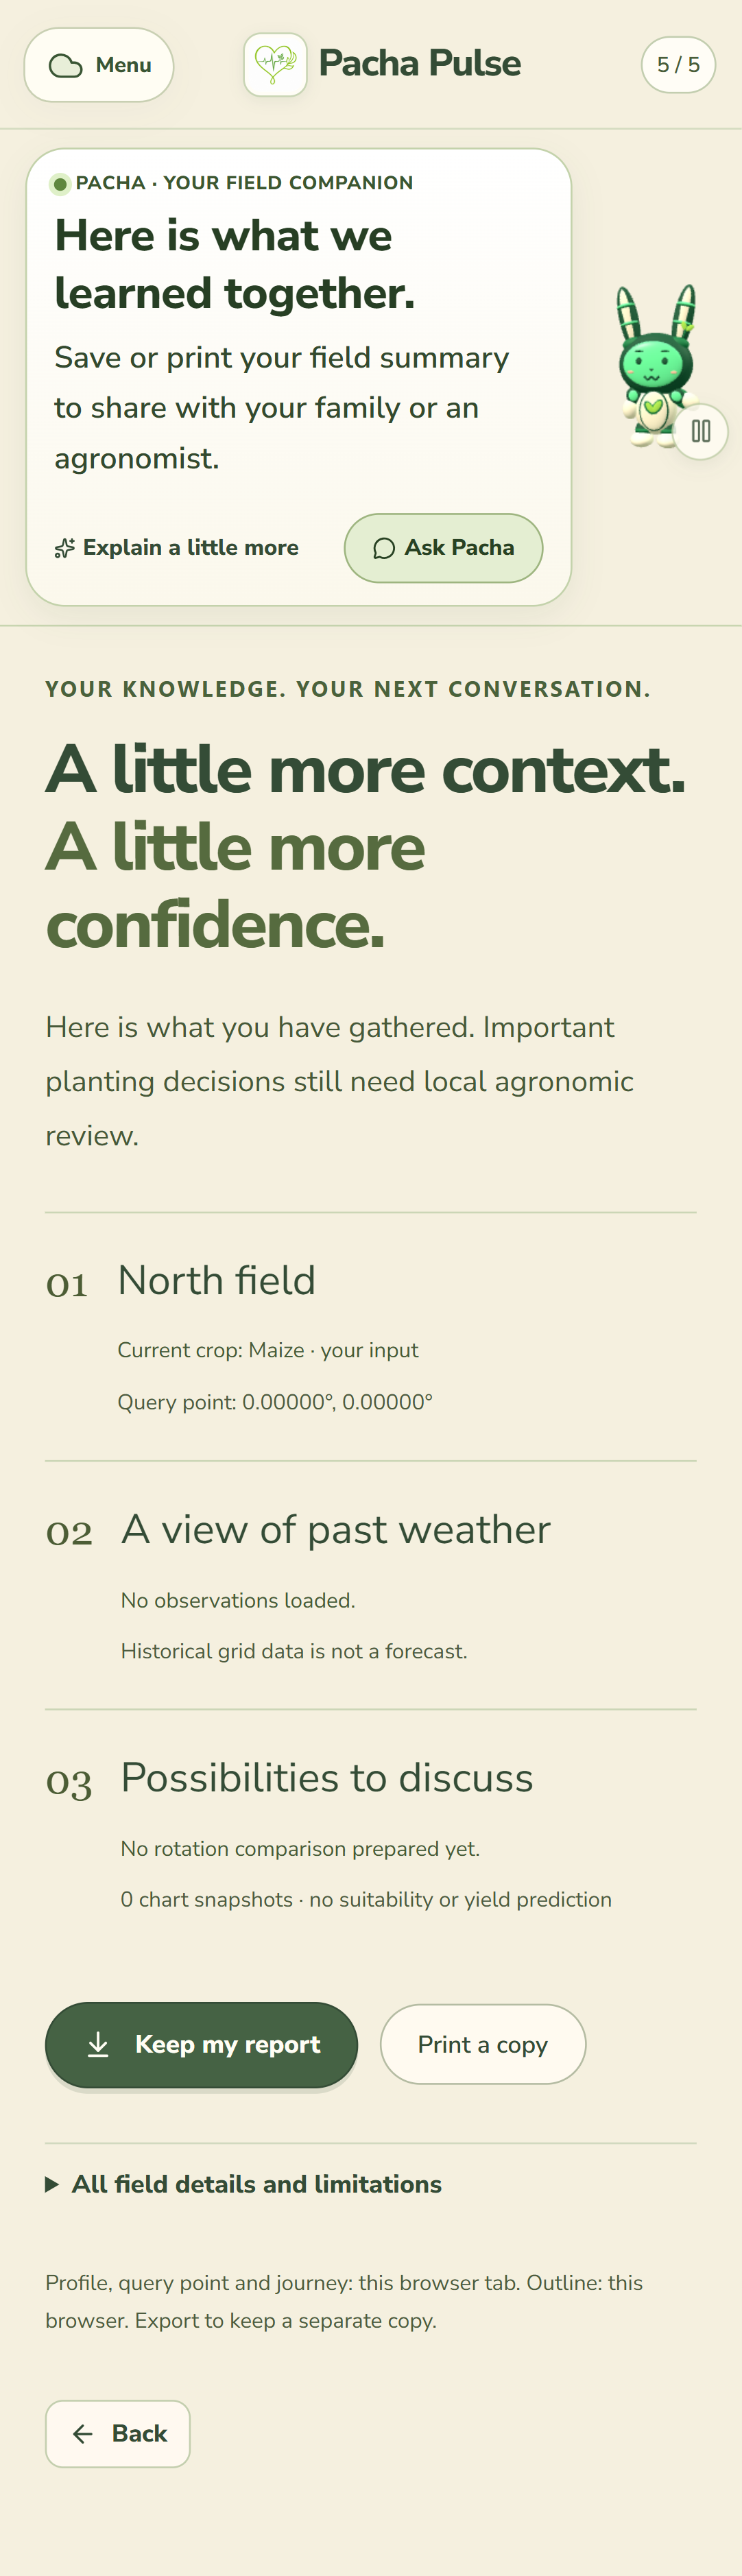 Menu
Pacha Pulse
5 / 5
PACHA · YOUR FIELD COMPANION
Here is what we
learned together.
Save or print your field summary
to share with your family or an
agronomist.
Explain a little more
Ask Pacha
YOUR KNOWLEDGE. YOUR NEXT CONVERSATION.
A little more context.
A little more
confidence.
Here is what you have gathered. Important
planting decisions still need local agronomic
review.
01 North field
Current crop: Maize · your input
Query point: 0.00000°, 0.00000°
02 A view of past weather
No observations loaded.
Historical grid data is not a forecast.
03 Possibilities to discuss
No rotation comparison prepared yet.
0 chart snapshots · no suitability or yield prediction
Keep my report
Print a copy
All field details and limitations
Profile, query point and journey: this browser tab. Outline: this
browser. Export to keep a separate copy.
Back